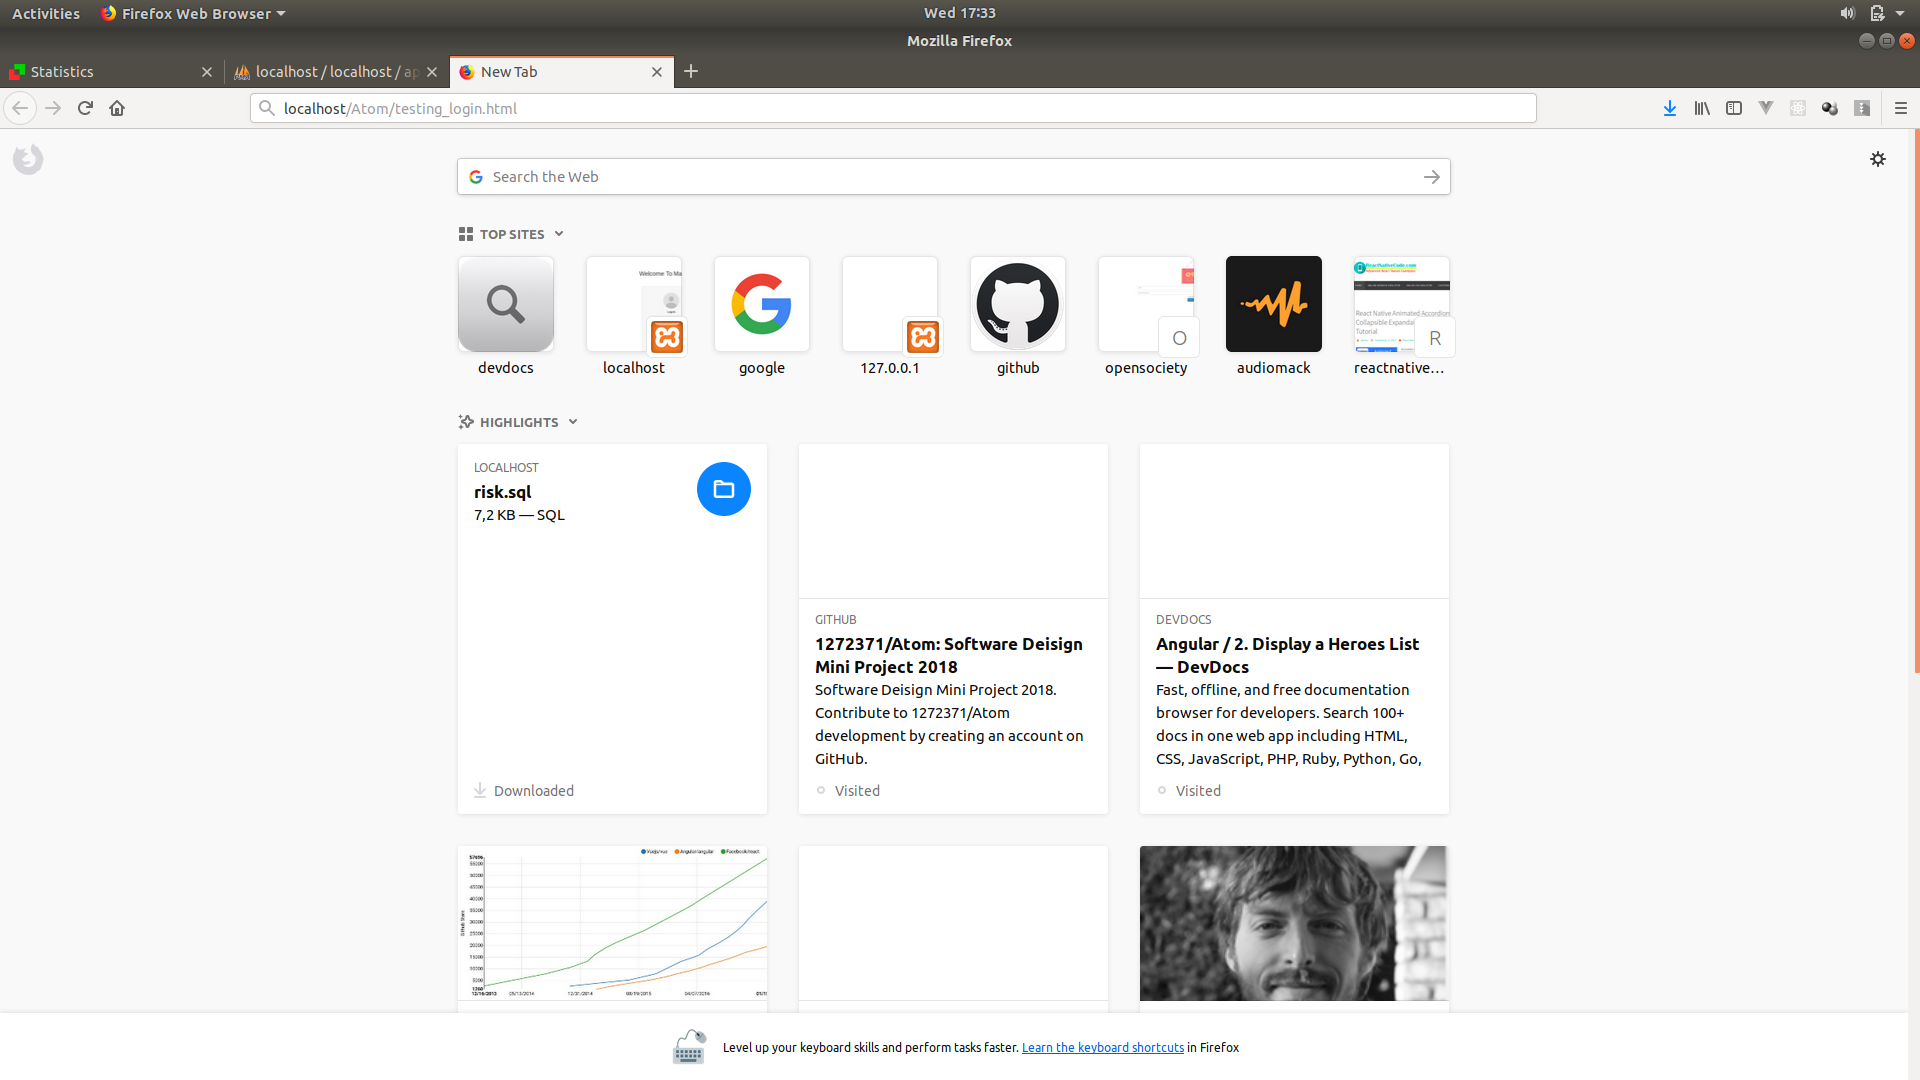 Activities
Firefox Web Browser
Wed 17:33
Mozilla Firefox
Statistics
localhost / localhost / ap
New Tab
localhost/Atom/testing_login.html
Search the Web
TOP SITES
Welcome To Ma
O
R
devdocs
localhost
google
127.0.0.1
github
opensociety
audiomack
reactnative...
HIGHLIGHTS
LOCALHOST
risk.sql
7,2 KB — SQL
Downloaded
GITHUB
1272371/Atom: Software Deisign
Mini Project 2018
Software Deisign Mini Project 2018.
Contribute to 1272371/Atom
development by creating an account on
GitHub.
Visited
DEVDOCS
Angular / 2. Display a Heroes List
— DevDocs
Fast, offline, and free documentation
browser for developers. Search 100+
docs in one web app including HTML,
CSS, JavaScript, PHP, Ruby, Python, Go,
Visited
Level up your keyboard skills and perform tasks faster. Learn the keyboard shortcuts in Firefox